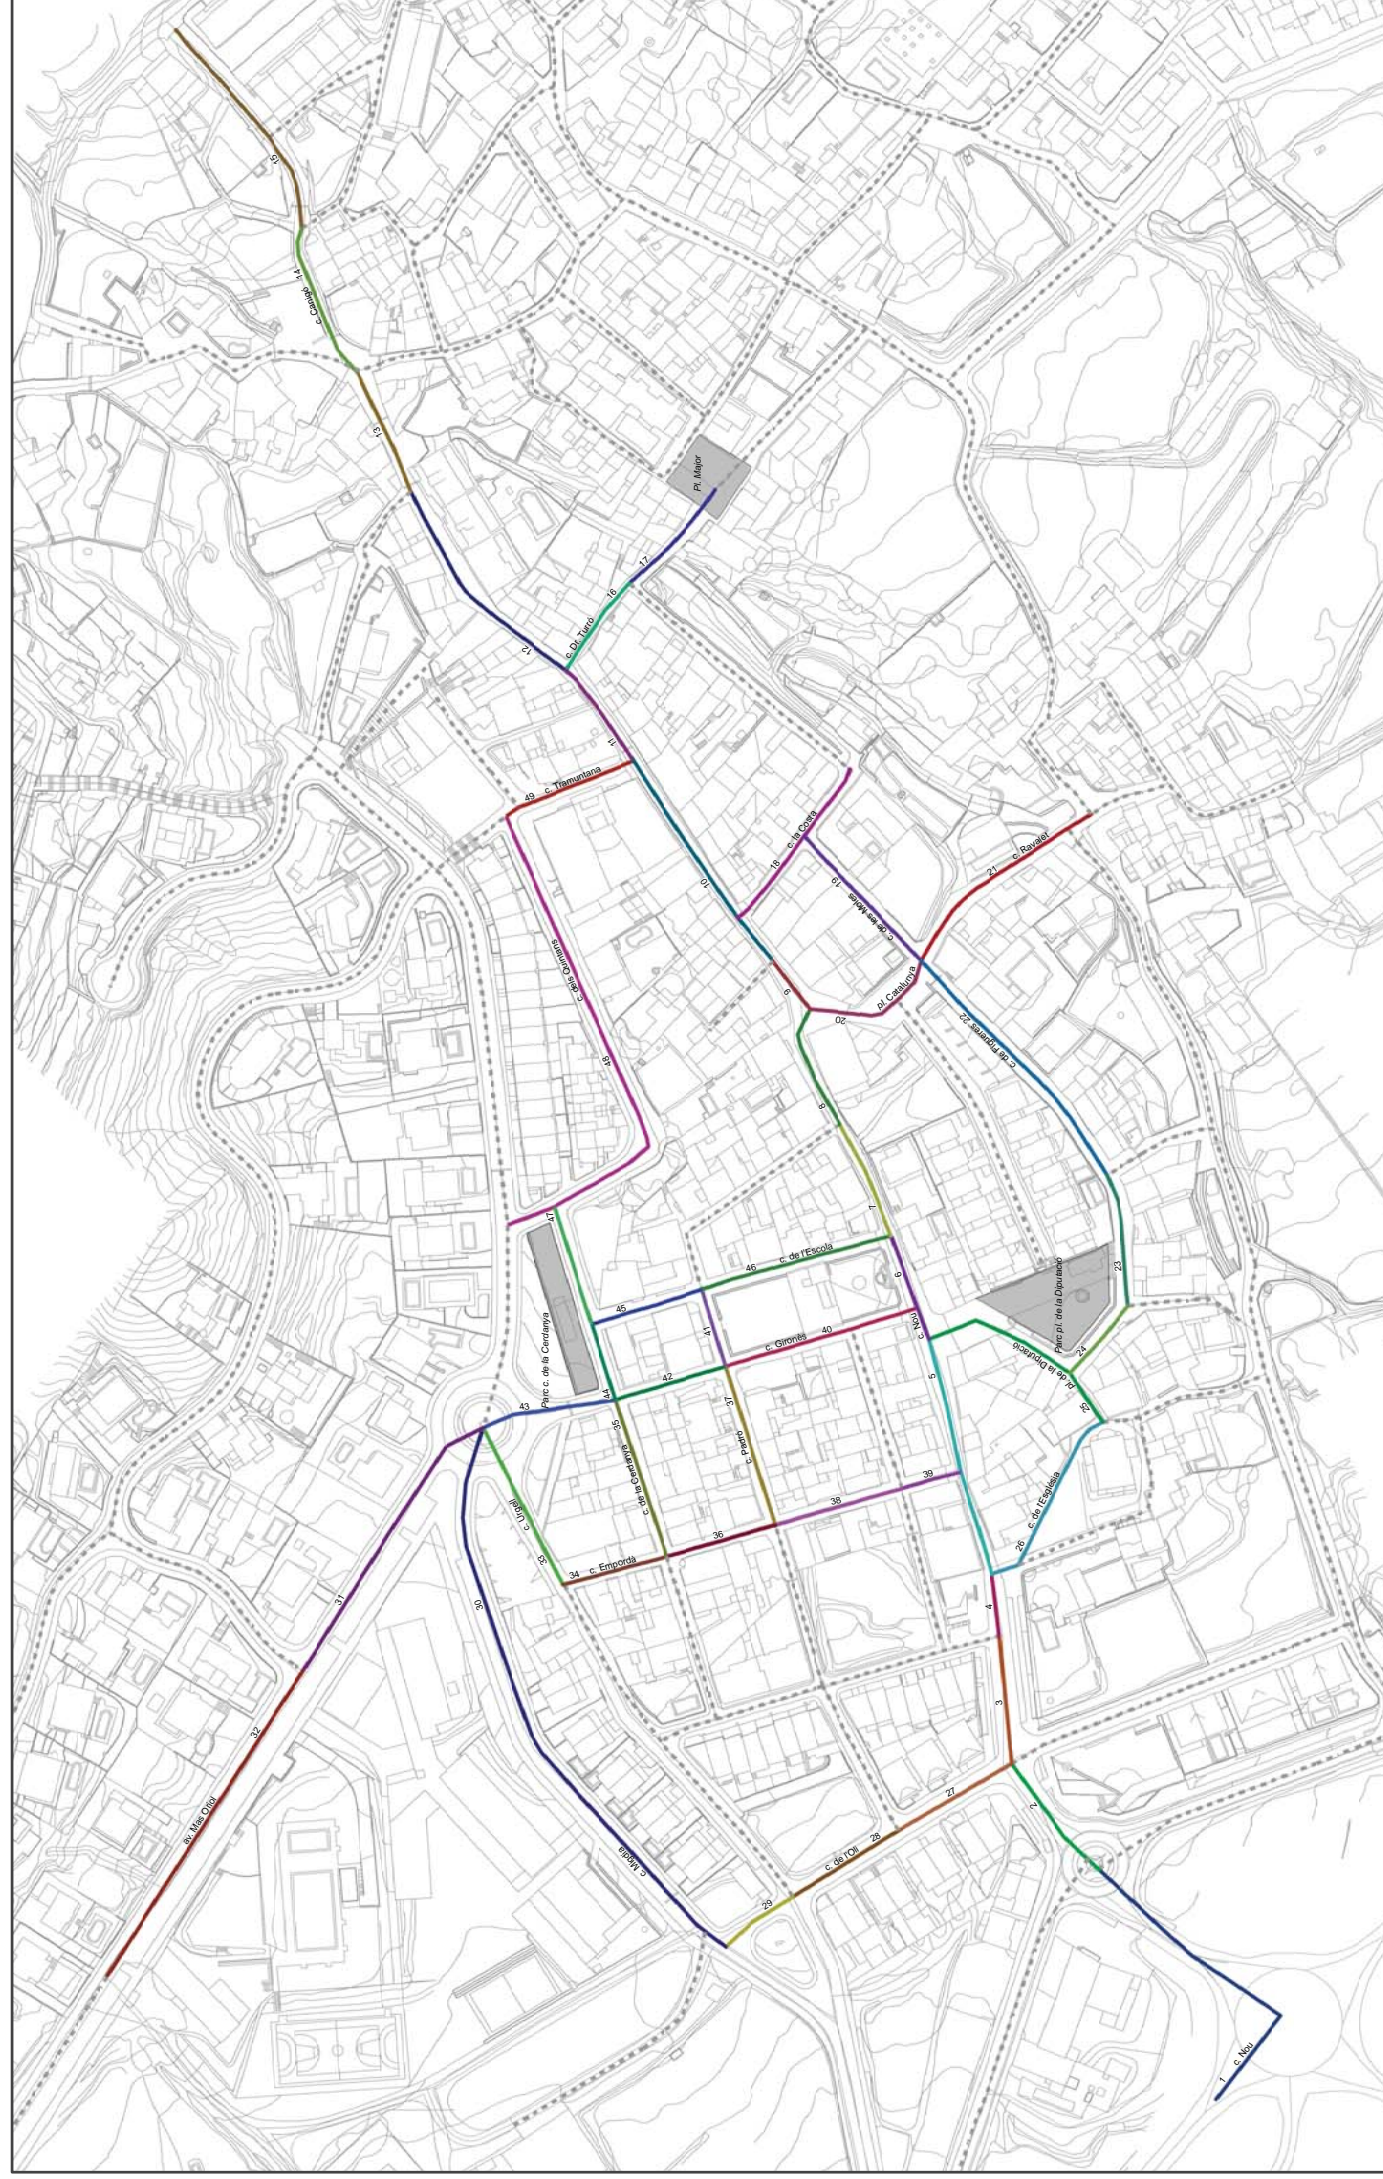 15
14
c. Canigó
13
Pl. Major
17
16
c. Dr. Turró
12
11
49 c. Tramuntana
c. la Costa
18
10
19
c. de les Moles
21 c. Ravalet
c. dels Quintans
48
9
20
pl. Catalunya
c. de Figueres 22
8
7
47
46 c. de l'Escola
6
23
Parc pl. de la Diputació
45
41
40
c. Gironès
c. Nou
Parc c. de la Cerdanya
44
42
43
37
c. Padró
5
24
pl. de la Diputació
25
35
c. de la Cerdanya
39
38
c. de l'Església
26
c. Urgell
33
36
34 c. Empordà
30
31
4
3
32
av. Mas Oriol
27
2
28
c. de l'Oli
c. Migdia
29
1 c. Nou